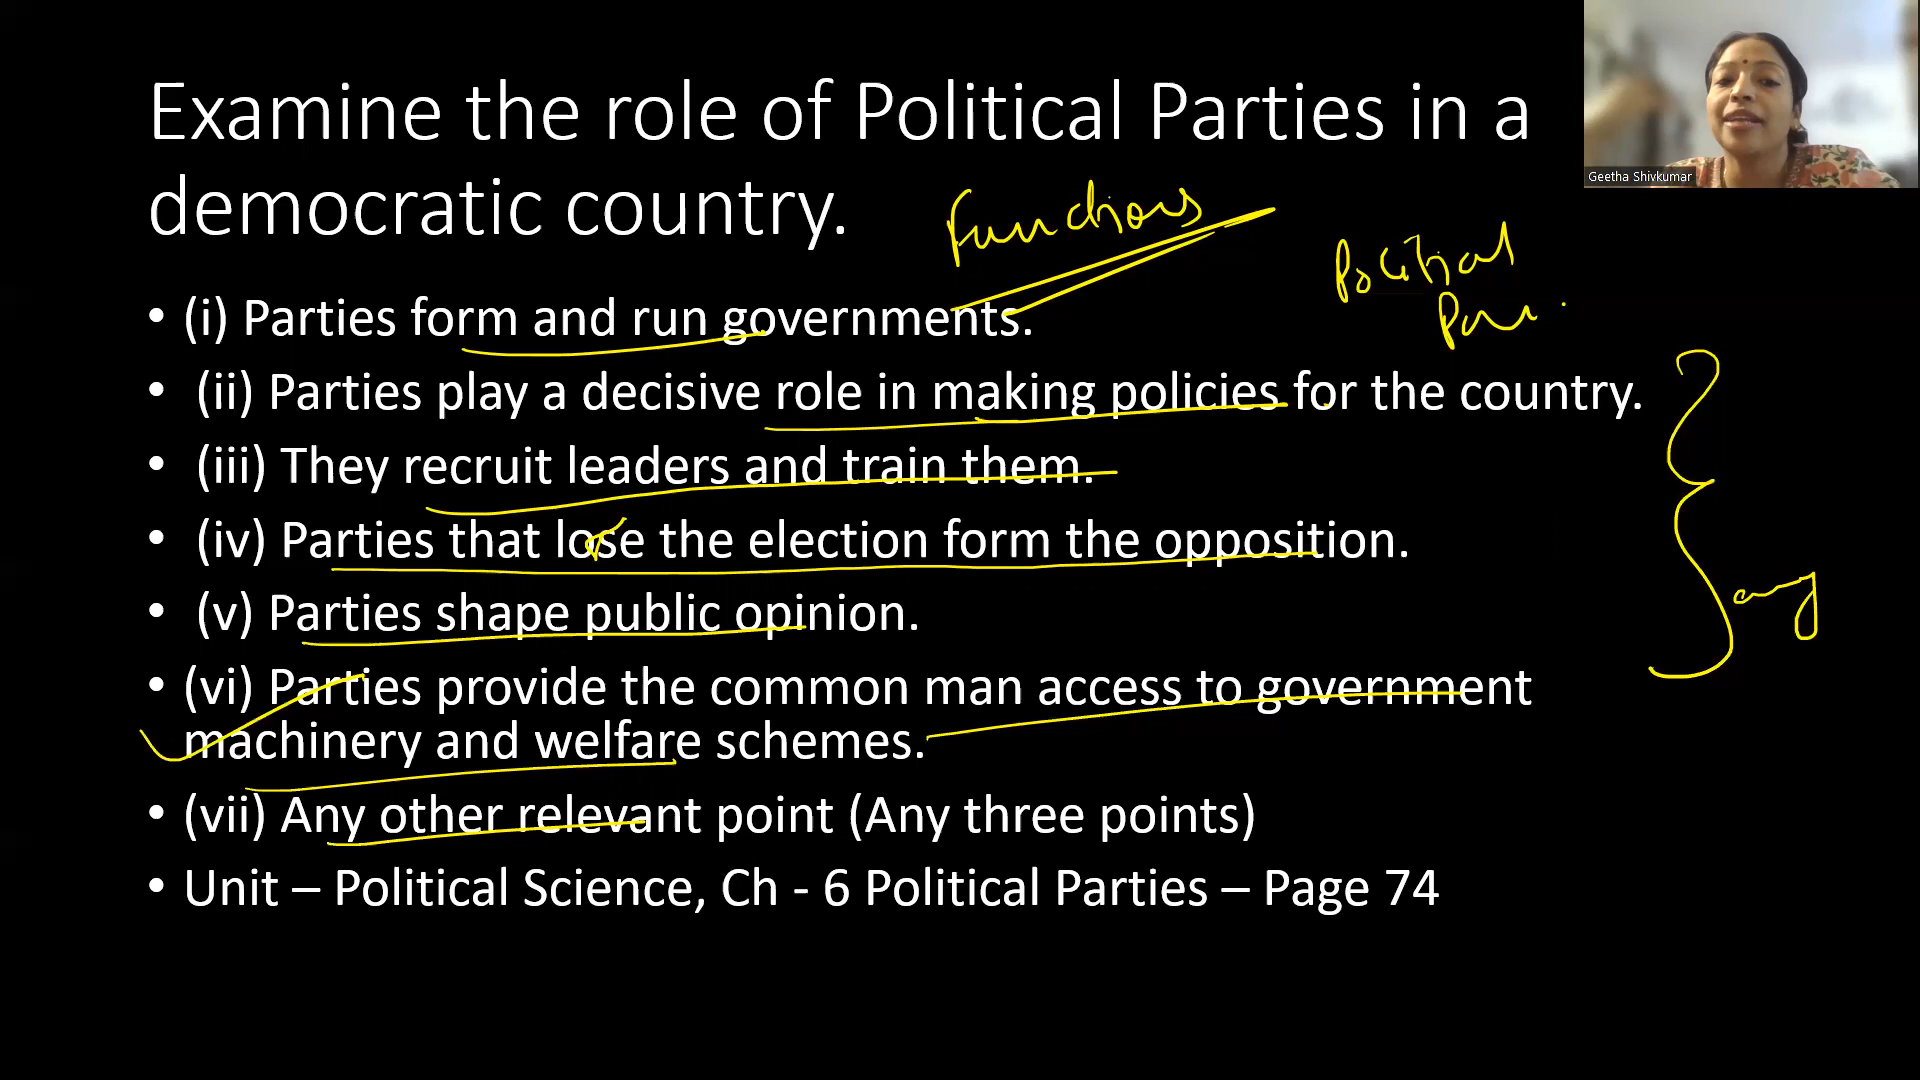 Examine the role of Political Parties in a
democratic country.
Functions
Political
• (i) Parties form and run governments.
• (ii) Parties play a decisive role in making policies for the country.
• (iii) They recruit leaders and train them.
• (iv) Parties that lose the election form the opposition.
• (v) Parties shape public opinion.
any
• (vi) Parties provide the common man access to government
machinery and welfare schemes.
• (vii) Any other relevant point (Any three points)
• Unit – Political Science, Ch - 6 Political Parties – Page 74
Geetha Shivkumar